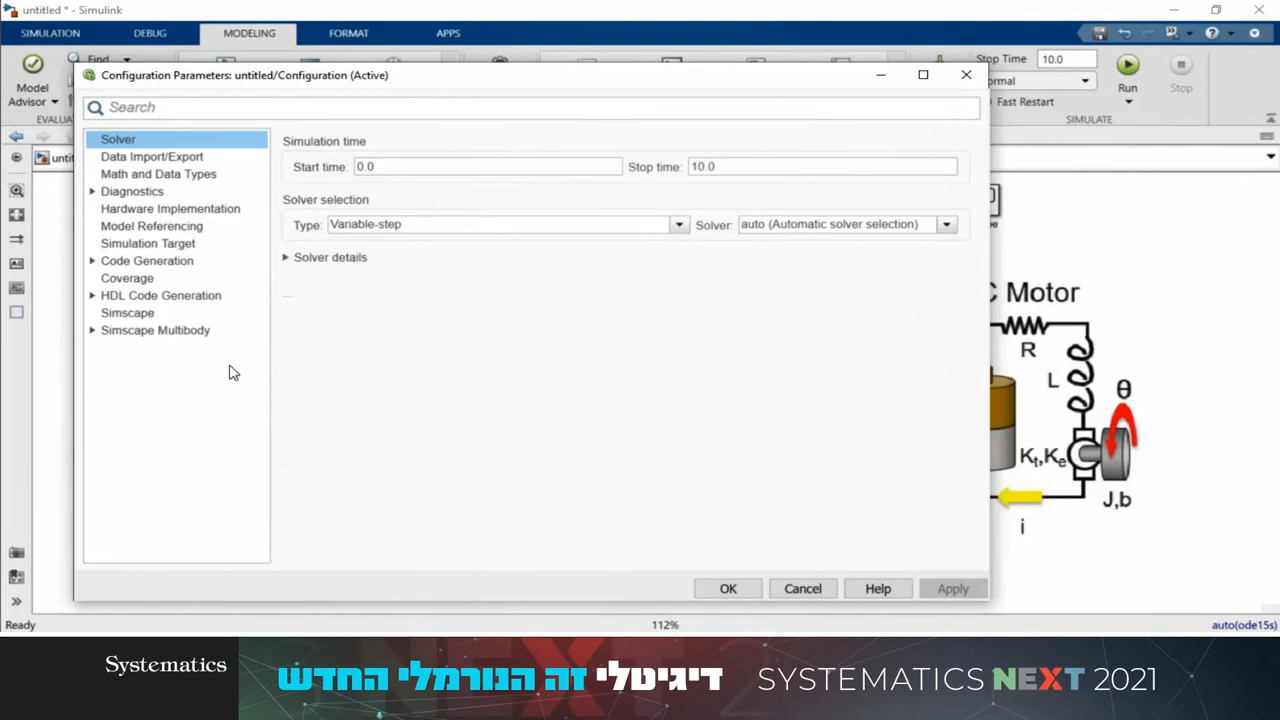 untitled * - Simulink
SIMULATION
DEBUG
MODELING
FORMAT
APPS
Find
Model
Advisor
Stop Time
10.0
Run
Stop
Fast Restart
SIMULATE
Configuration Parameters: untitled/Configuration (Active)
Search
Solver
Data Import/Export
Math and Data Types
Diagnostics
Hardware Implementation
Model Referencing
Simulation Target
Code Generation
Coverage
HDL Code Generation
Simscape
Simscape Multibody
Simulation time
Start time: 0.0
Stop time: 10.0
Solver selection
Type: Variable-step
Solver: auto (Automatic solver selection)
Solver details
...
OK
Cancel
Help
Apply
Motor
R
L
θ
Kt,Ke
J,b
i
Ready
112%
auto(ode15s)
Systematics
דיגיטלי זה הנורמלי החדש
SYSTEMATICS NEXT 2021